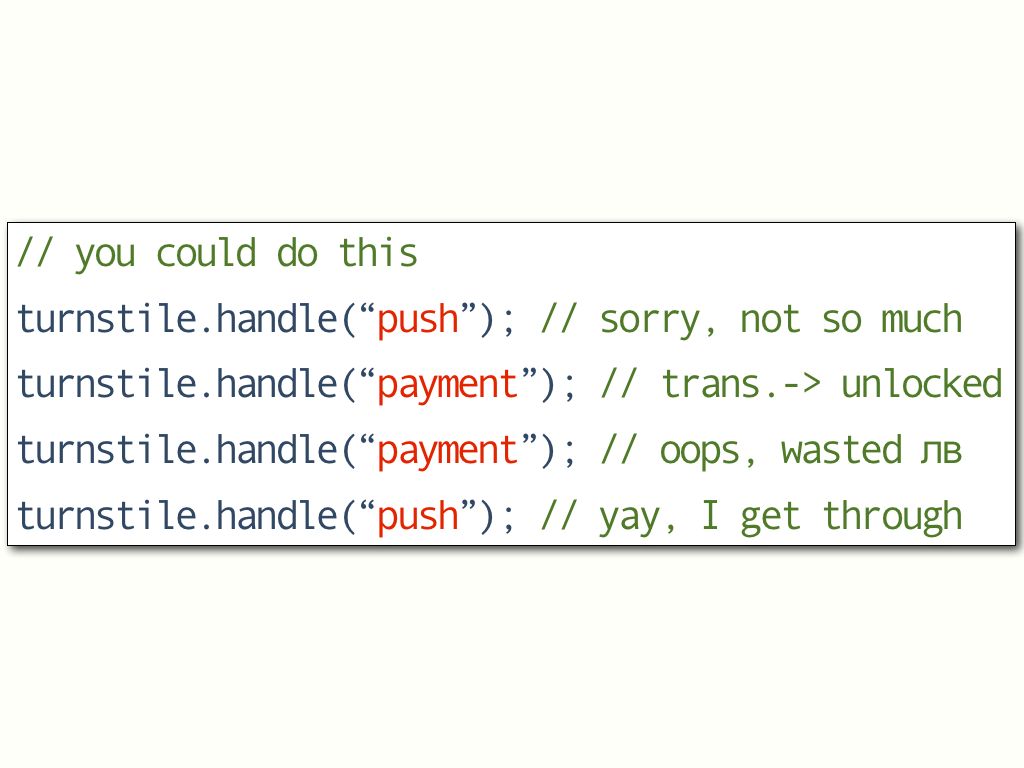 // you could do this
turnstile.handle(“push”); // sorry, not so much
turnstile.handle(“payment”); // trans.-> unlocked
turnstile.handle(“payment”); // oops, wasted лв
turnstile.handle(“push”); // yay, I get through